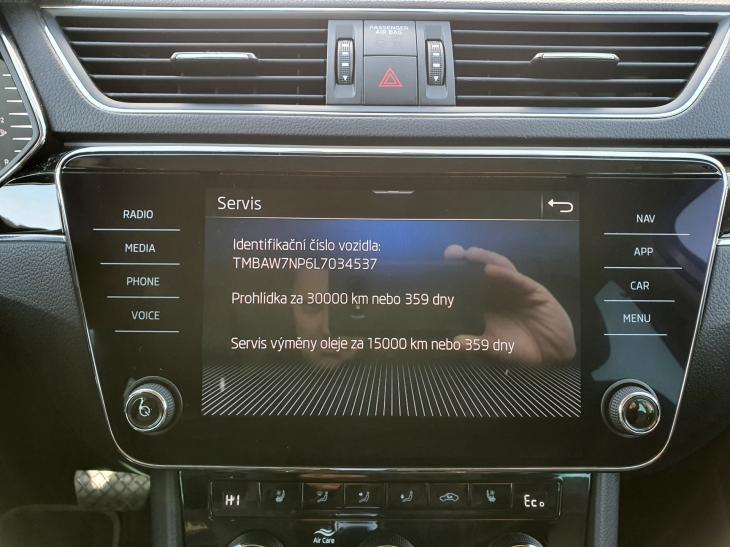 PASSENGER
AIR BAG
Servis
RADIO
MEDIA
PHONE
VOICE
Identifikační číslo vozidla:
TMBAW7NP6L7034537
Prohlídka za 30000 km nebo 359 dny
Servis výměny oleje za 15000 km nebo 359 dny
NAV
APP
CAR
MENU
HI
Eco
Air Care